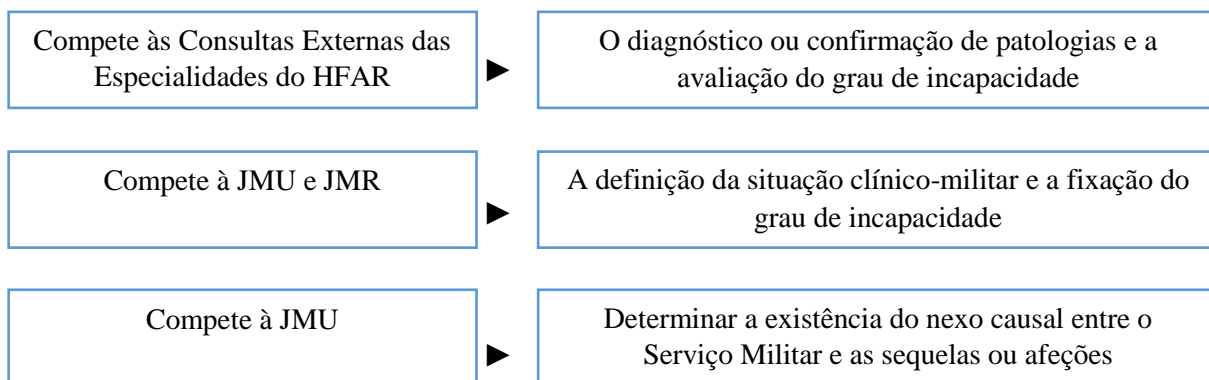 Compete às Consultas Externas das
Especialidades do HFAR
►
O diagnóstico ou confirmação de patologias e a
avaliação do grau de incapacidade
Compete à JMU e JMR
►
A definição da situação clínico-militar e a fixação do
grau de incapacidade
Compete à JMU
►
Determinar a existência do nexo causal entre o
Serviço Militar e as sequelas ou afeções